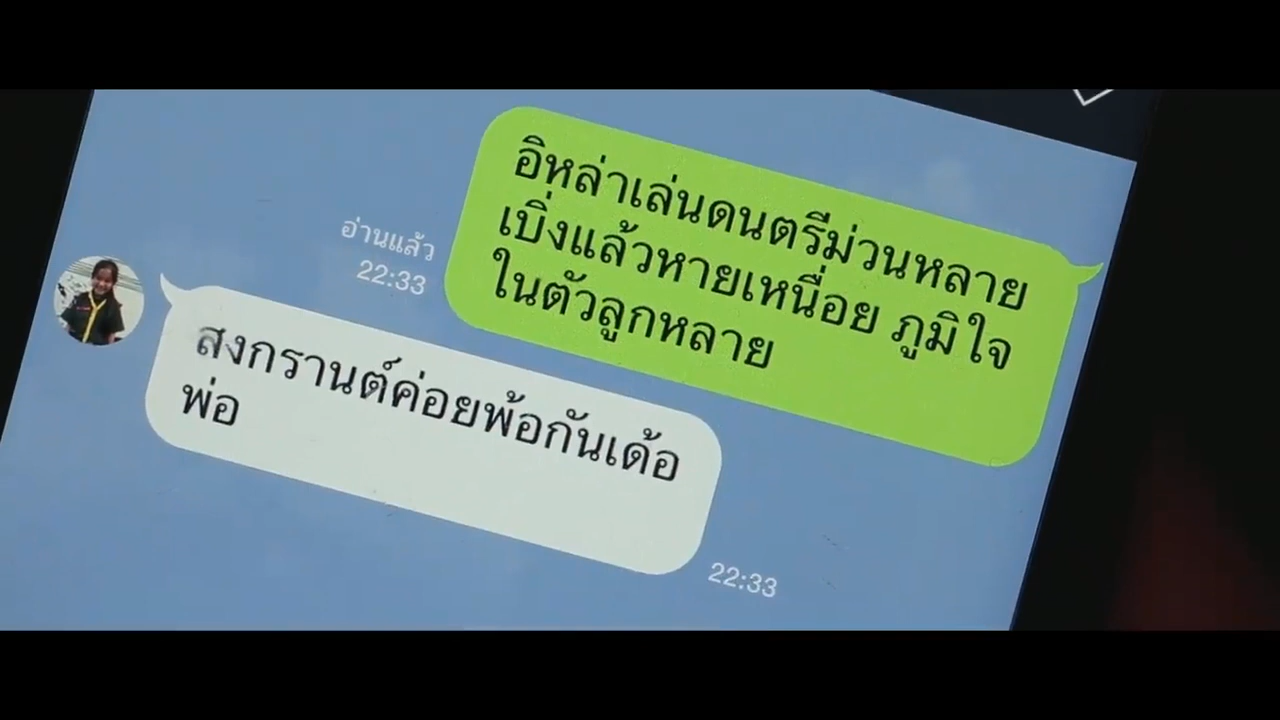 อิหล่าเล่นดนตรีม่วนหลาย
เบิ่งแล้วหายเหนื่อย ภูมิใจ
ในตัวลูกหลาย
อ่านแล้ว
22:33
สงกรานต์ค่อยพ้อกันเด้อ
พ่อ
22:33